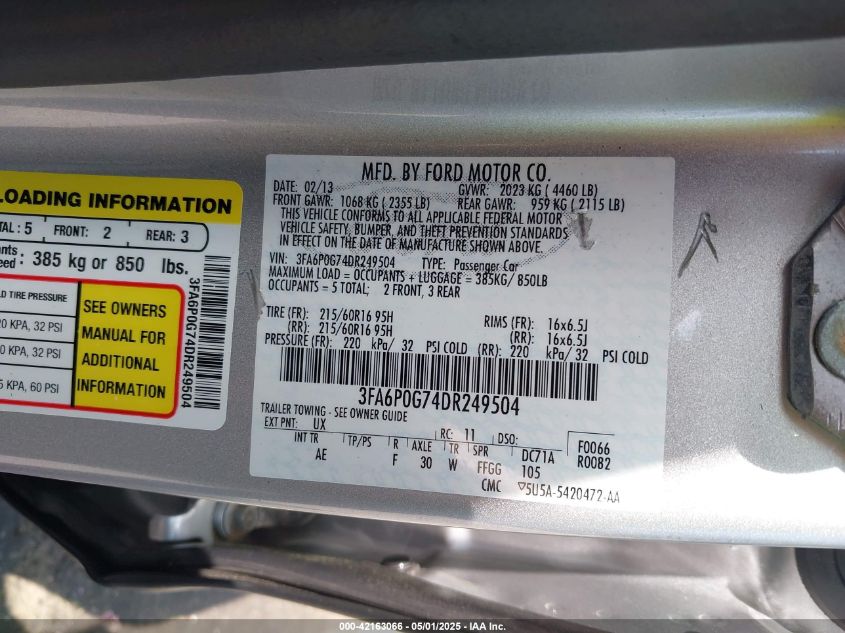 LOADING INFORMATION
TAL: 5 FRONT: 2 REAR: 3
385 kg or 850 lbs.
TIRE PRESSURE
KPA, 32 PSI
KPA, 32 PSI
KPA, 60 PSI
SEE OWNERS
MANUAL FOR
ADDITIONAL
INFORMATION
3FA6P0G74DR249504
MFD. BY FORD MOTOR CO.
DATE: 02/13 GVWR: 2023 KG ( 4460 LB)
FRONT GAWR: 1068 KG ( 2355 LB) REAR GAWR: 959 KG ( 2115 LB)
THIS VEHICLE CONFORMS TO ALL APPLICABLE FEDERAL MOTOR
VEHICLE SAFETY, BUMPER, AND THEFT PREVENTION STANDARDS
IN EFFECT ON THE DATE OF MANUFACTURE SHOWN ABOVE.
VIN: 3FA6P0G74DR249504 TYPE: Passenger Car
MAXIMUM LOAD = OCCUPANTS + LUGGAGE = 385KG/ 850LB
OCCUPANTS = 5 TOTAL; 2 FRONT, 3 REAR
TIRE (FR): 215/60R16 95H RIMS (FR): 16x6.5J
(RR): 215/60R16 95H (RR): 16x6.5J
PRESSURE (FR): 220 kPa/ 32 PSI COLD (RR): 220 kPa/ 32 PSI COLD
3FA6P0G74DR249504
TRAILER TOWING - SEE OWNER GUIDE
EXT PNT: UX RC: 11 DSO: F0066
INT TR TP/PS R AXLE TR SPR DC71A R0082
AE F 30 W FFGG 105
CMC ▽5U5A-5420472-AA
000-42163066 - 05/01/2025 - IAA Inc.